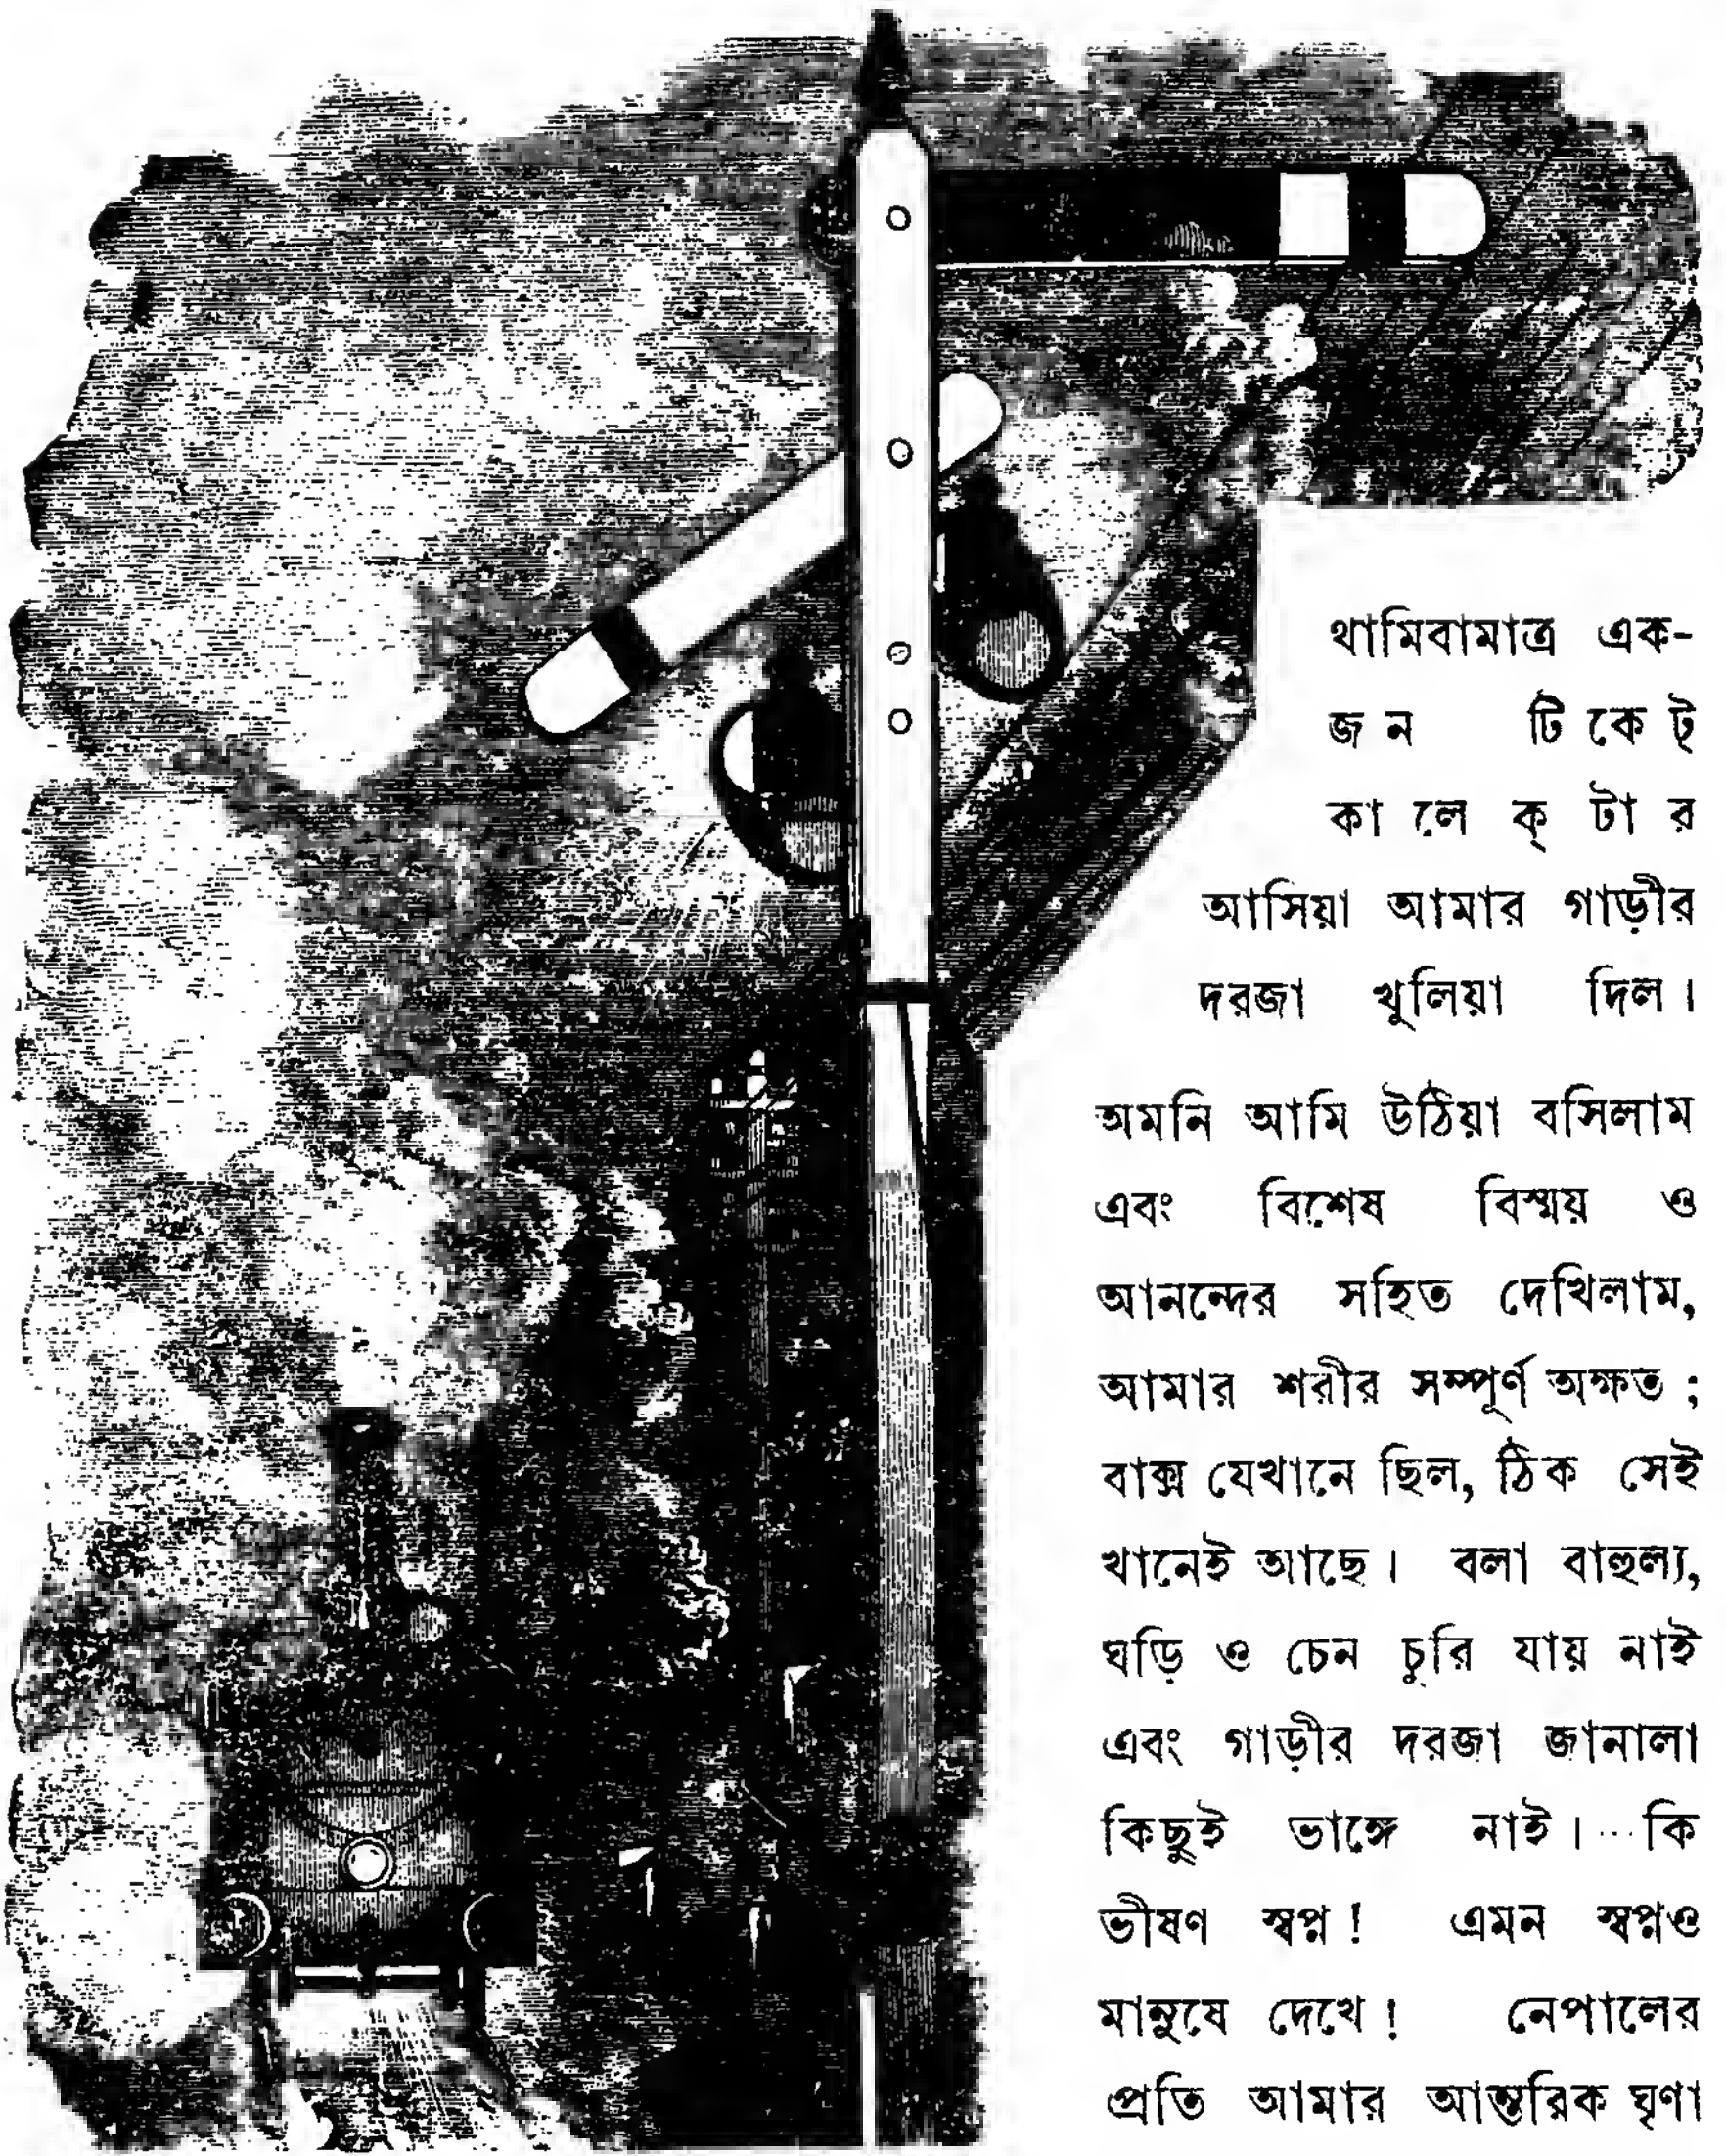 থামিবামাত্র এক-
জন টিকেট্
কালেক্টার
আসিয়া আমার গাড়ীর
দরজা খুলিয়া দিল।
অমনি আমি উঠিয়া বসিলাম
এবং বিশেষ বিস্ময় ও
আনন্দের সহিত দেখিলাম,
আমার শরীর সম্পূর্ণ অক্ষত ;
বাক্স যেখানে ছিল, ঠিক সেই
খানেই আছে। বলা বাহুল্য,
ঘড়ি ও চেন চুরি যায় নাই
এবং গাড়ীর দরজা জানালা
কিছুই ভাঙ্গে নাই। ... কি
ভীষণ স্বপ্ন ! এমন স্বপ্নও
মানুষে দেখে ! নেপালের
প্রতি আমার আন্তরিক ঘৃণা